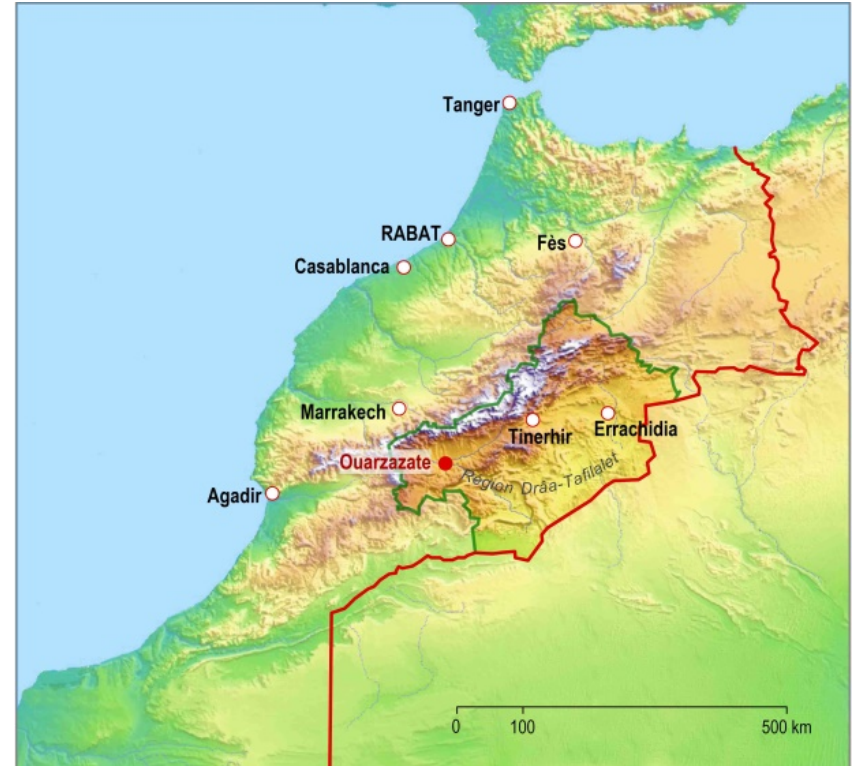 Tanger
RABAT
Fès
Casablanca
Marrakech
Tinerhir
Errachidia
Ouarzazate
Région Drâa-Tafilalet
Agadir
0 100 500 km